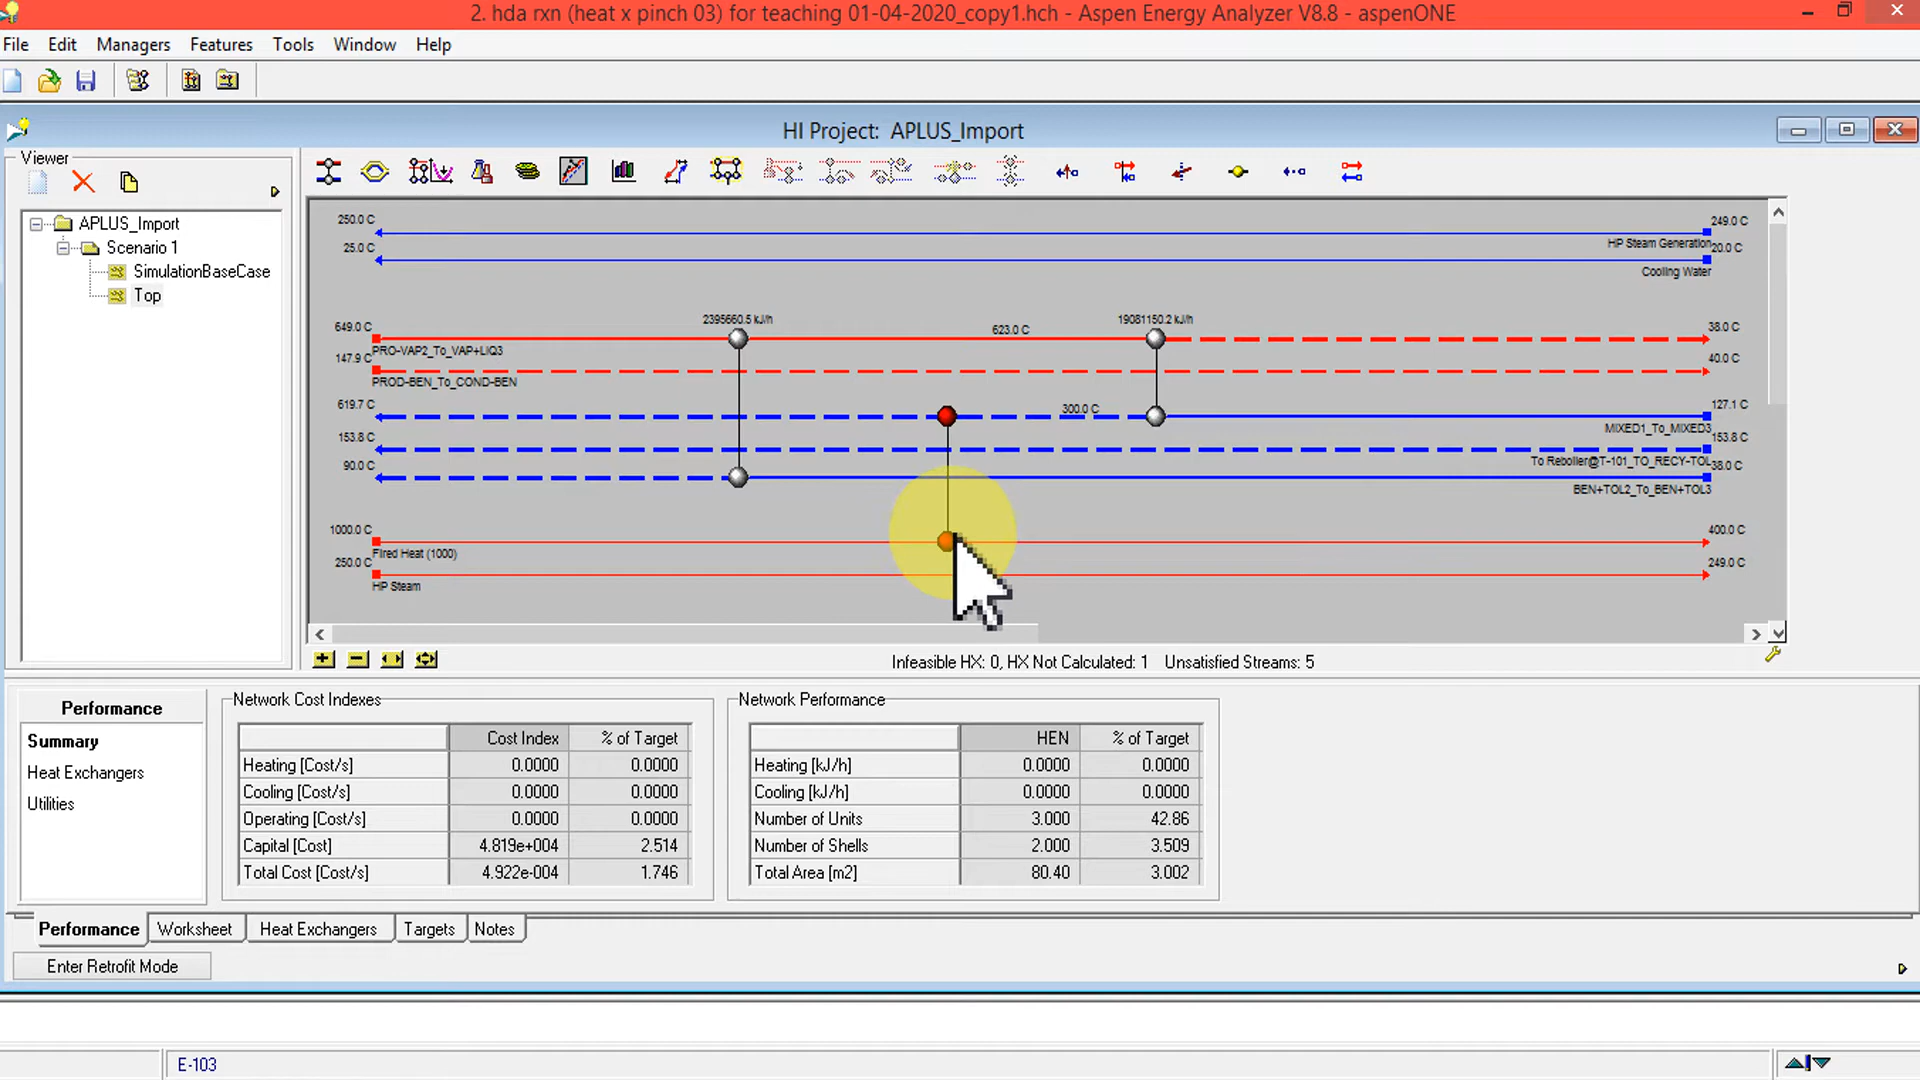 2. hda rxn (heat x pinch 03) for teaching 01-04-2020_copy1.hch - Aspen Energy Analyzer V8.8 - aspenONE
File Edit Managers Features Tools Window Help
HI Project: APLUS_Import
Viewer
APLUS_Import
Scenario 1
SimulationBaseCase
Top
250.0 C 249.0 C
HP Steam Generation
25.0 C 20.0 C
Cooling Water
2395660.5 kJ/h 19081150.2 kJ/h
649.0 C 623.0 C 38.0 C
PRO-VAP2_To_VAP+LIQ3
147.9 C 40.0 C
PROD-BEN_To_COND-BEN
619.7 C 300.0 C 127.1 C
MIXED1_To_MIXED3
153.8 C 153.8 C
To Reboiler@T-101_TO_RECY-TOL
90.0 C 38.0 C
BEN+TOL2_To_BEN+TOL3
1000.0 C 400.0 C
Fired Heat (1000)
250.0 C 249.0 C
HP Steam
Infeasible HX: 0, HX Not Calculated: 1 Unsatisfied Streams: 5
Performance
Summary
Heat Exchangers
Utilities
Network Cost Indexes
Cost Index % of Target
Heating [Cost/s] 0.0000 0.0000
Cooling [Cost/s] 0.0000 0.0000
Operating [Cost/s] 0.0000 0.0000
Capital [Cost] 4.819e+004 2.514
Total Cost [Cost/s] 4.922e-004 1.746
Network Performance
HEN % of Target
Heating [kJ/h] 0.0000 0.0000
Cooling [kJ/h] 0.0000 0.0000
Number of Units 3.000 42.86
Number of Shells 2.000 3.509
Total Area [m2] 80.40 3.002
Performance Worksheet Heat Exchangers Targets Notes
Enter Retrofit Mode
E-103